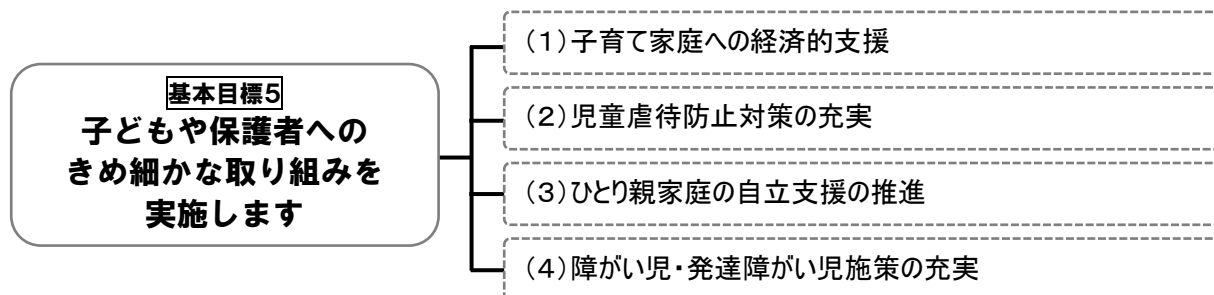 基本目標5
子どもや保護者への
きめ細かな取り組みを
実施します
（１）子育て家庭への経済的支援
（２）児童虐待防止対策の充実
（３）ひとり親家庭の自立支援の推進
（４）障がい児・発達障がい児施策の充実